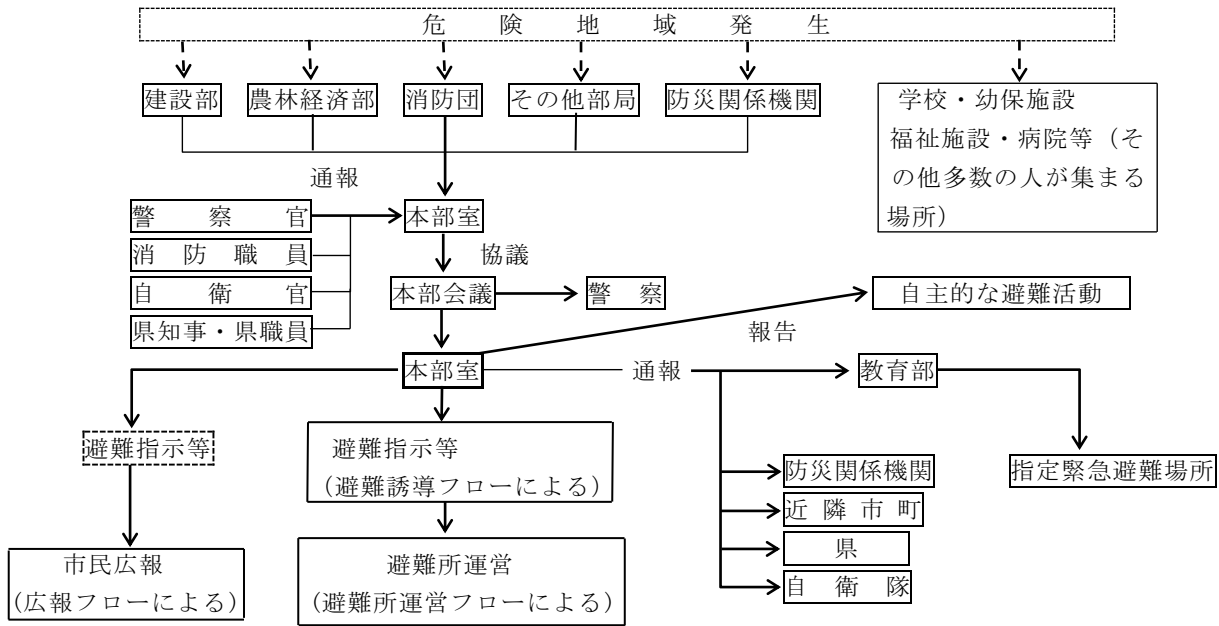 危険地域発生
建設部
農林経済部
消防団
その他部局
防災関係機関
学校・幼保施設
福祉施設・病院等（そ
の他多数の人が集まる
場所）
通報
警察官
本部室
消防職員
協議
自衛官
本部会議
警察
自主的な避難活動
県知事・県職員
報告
本部室
通報
教育部
避難指示等
避難指示等
（避難誘導フローによる）
防災関係機関
指定緊急避難場所
近隣市町
市民広報
（広報フローによる）
避難所運営
（避難所運営フローによる）
県
自衛隊